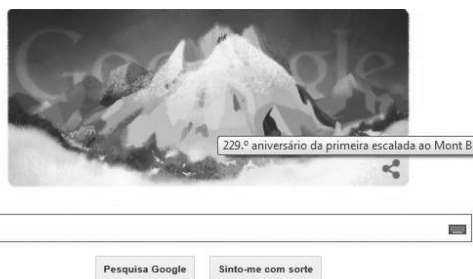 Google
229.º aniversário da primeira escalada ao Mont B
Pesquisa Google Sinto-me com sorte